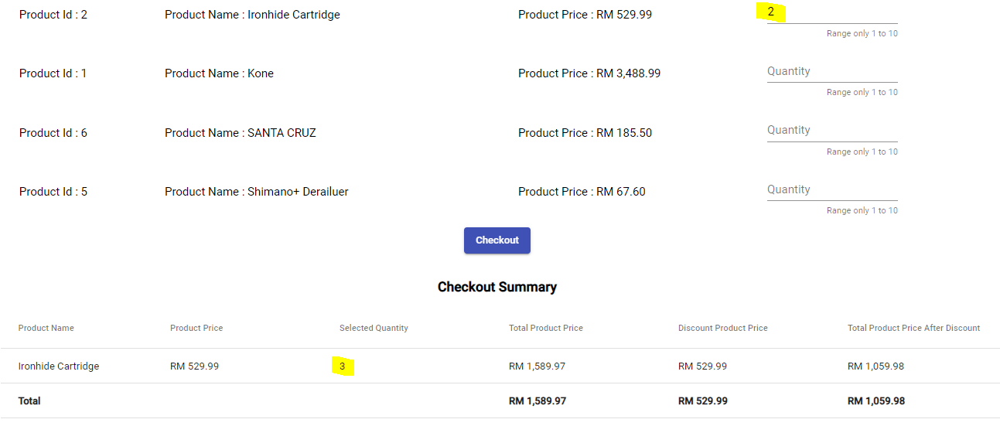 Product Id : 2 Product Name : Ironhide Cartridge Product Price : RM 529.99 2
Range only 1 to 10
Product Id : 1 Product Name : Kone Product Price : RM 3,488.99 Quantity
Range only 1 to 10
Product Id : 6 Product Name : SANTA CRUZ Product Price : RM 185.50 Quantity
Range only 1 to 10
Product Id : 5 Product Name : Shimano+ Derailuer Product Price : RM 67.60 Quantity
Range only 1 to 10
Checkout
Checkout Summary
Product Name Product Price Selected Quantity Total Product Price Discount Product Price Total Product Price After Discount
Ironhide Cartridge RM 529.99 3 RM 1,589.97 RM 529.99 RM 1,059.98
Total RM 1,589.97 RM 529.99 RM 1,059.98